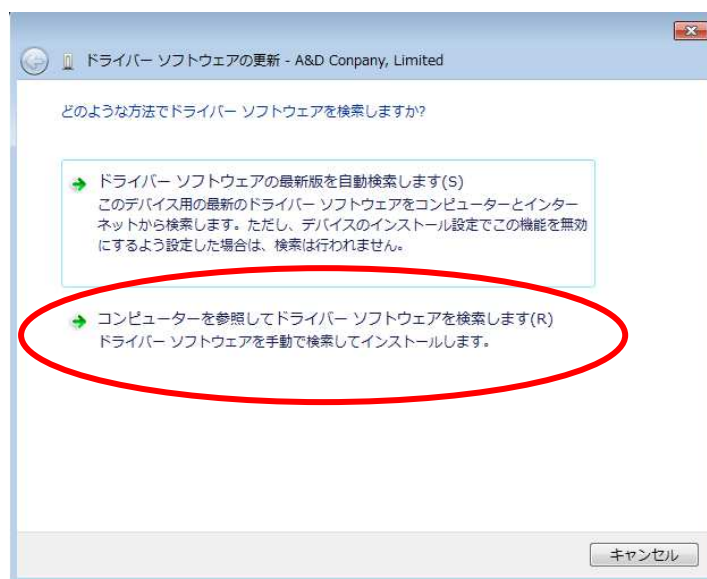 ドライバー ソフトウェアの更新 - A&D Conpany, Limited
どのような方法でドライバー ソフトウェアを検索しますか?
ドライバー ソフトウェアの最新版を自動検索します(S)
このデバイス用の最新のドライバー ソフトウェアをコンピューターとインター
ネットから検索します。ただし、デバイスのインストール設定でこの機能を無効
にするよう設定した場合は、検索は行われません。
コンピューターを参照してドライバー ソフトウェアを検索します(R)
ドライバー ソフトウェアを手動で検索してインストールします。
キャンセル